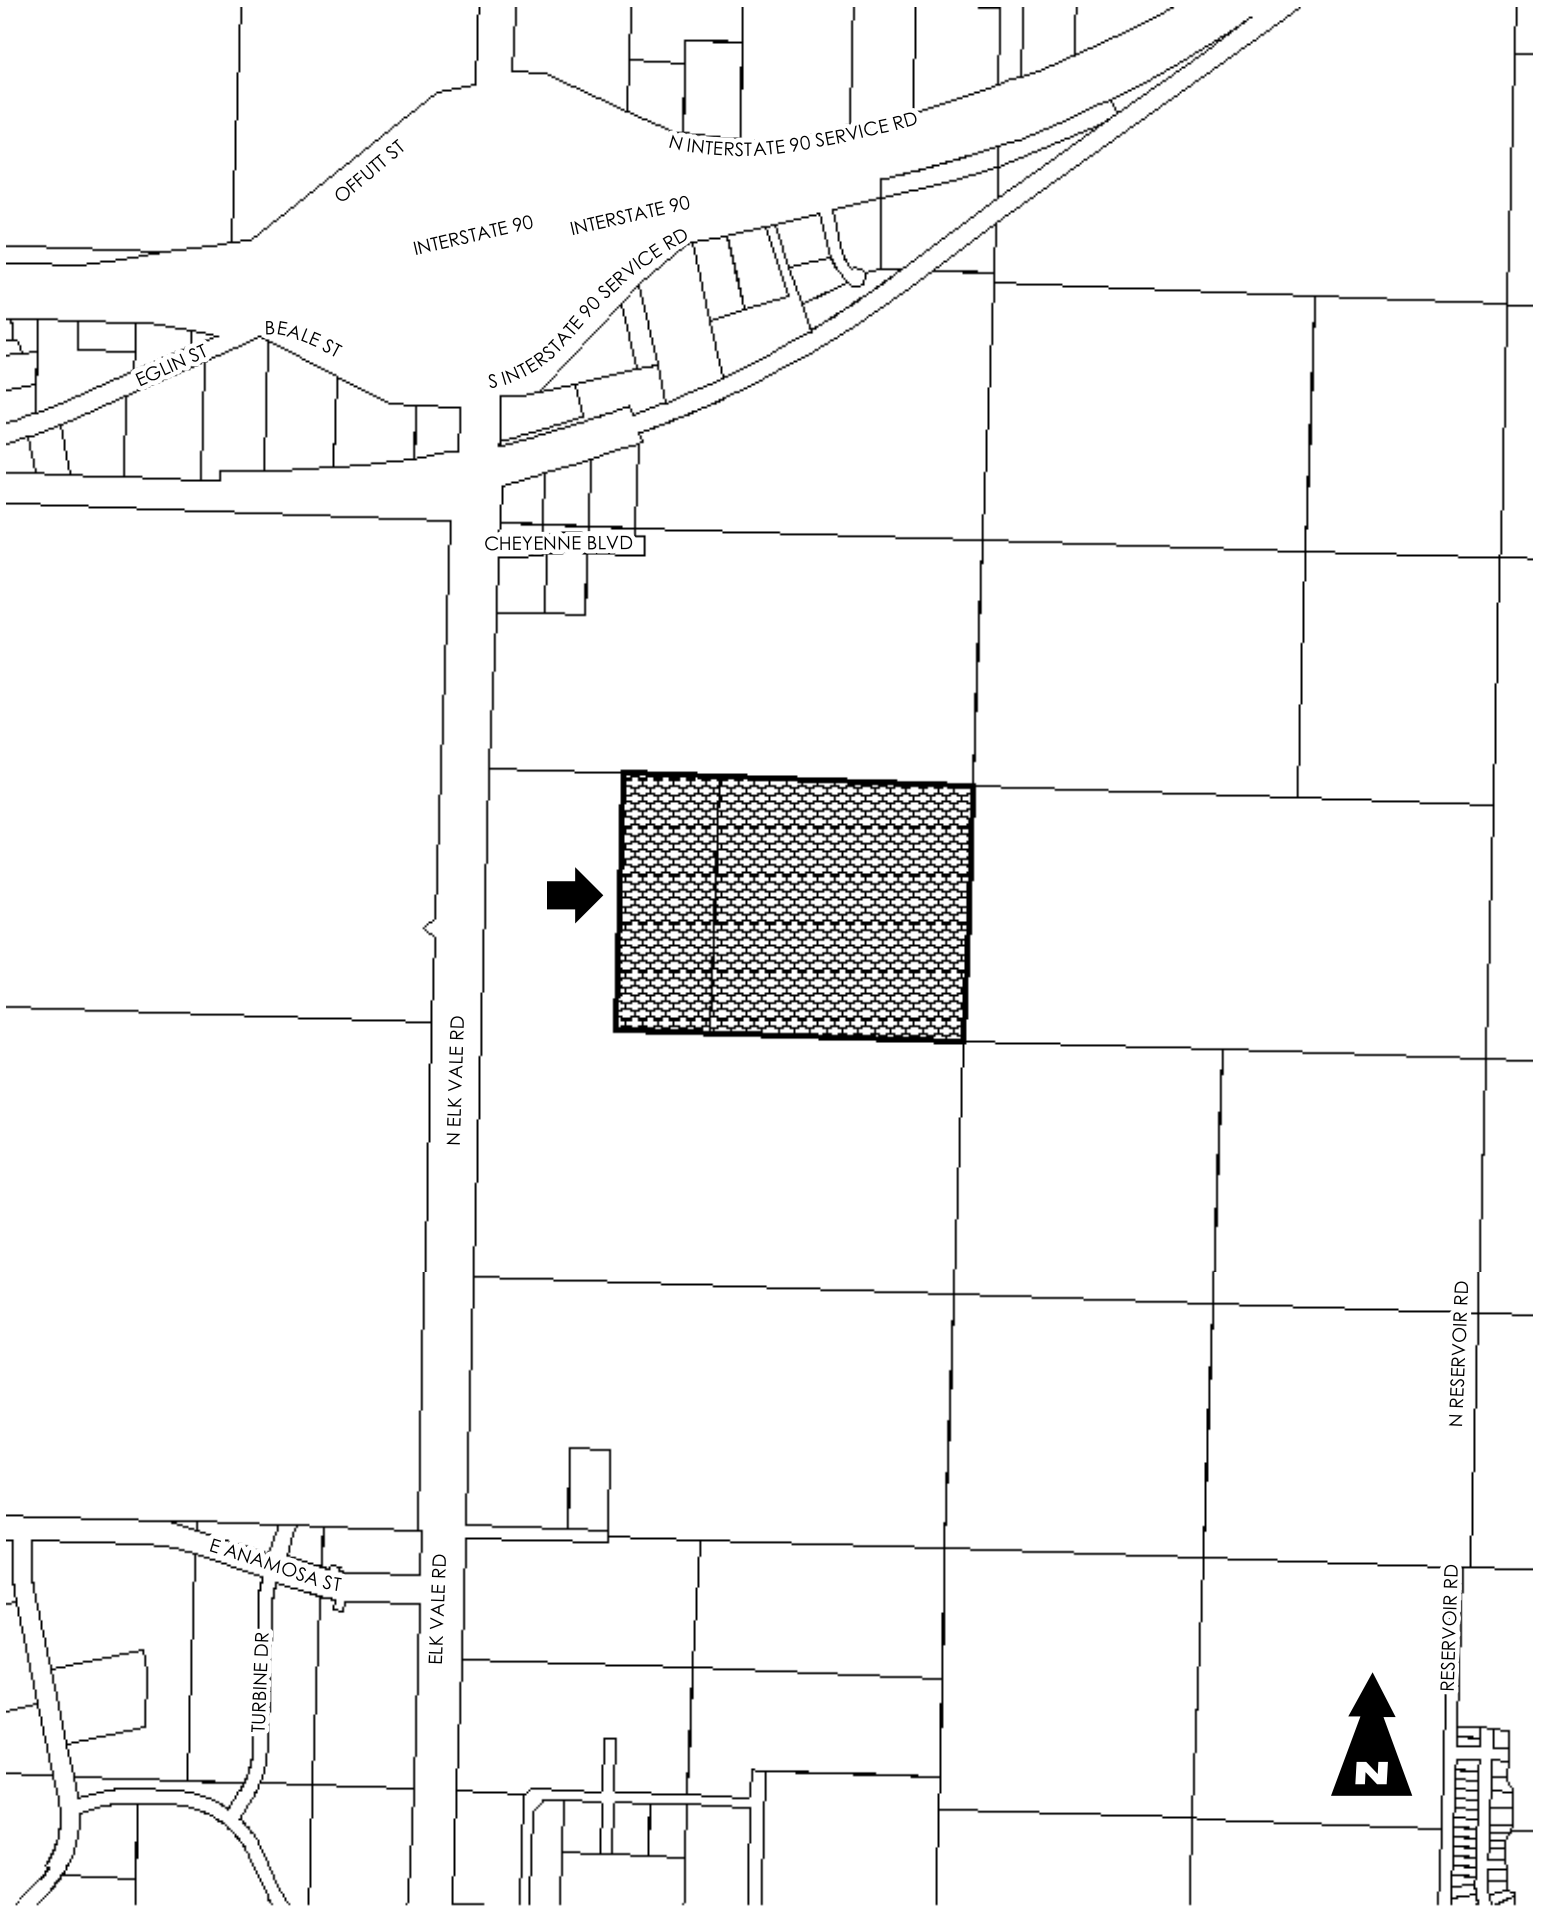 N INTERSTATE 90 SERVICE RD
OFFUTT ST
INTERSTATE 90
INTERSTATE 90
S INTERSTATE 90 SERVICE RD
BEALE ST
EGLIN ST
CHEYENNE BLVD
N ELK VALE RD
N RESERVOIR RD
E ANAMOSA ST
ELK VALE RD
RESERVOIR RD
TURBINE DR
N